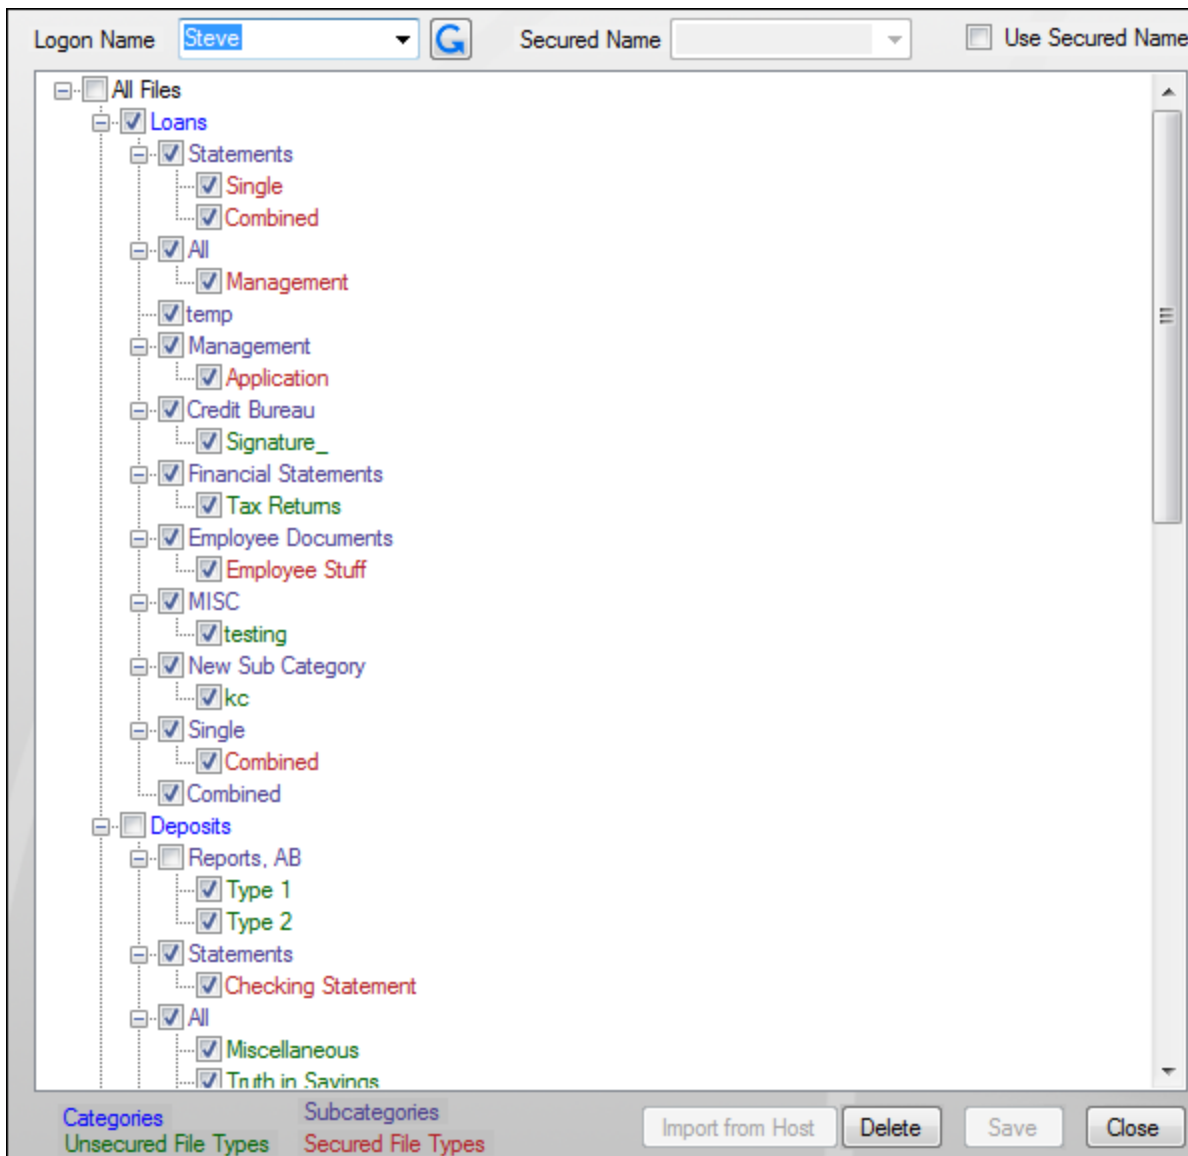 Logon Name Steve Secured Name Use Secured Name
All Files
Loans
Statements
Single
Combined
All
Management
temp
Management
Application
Credit Bureau
Signature_
Financial Statements
Tax Returns
Employee Documents
Employee Stuff
MISC
testing
New Sub Category
kc
Single
Combined
Combined
Deposits
Reports, AB
Type 1
Type 2
Statements
Checking Statement
All
Miscellaneous
Truth in Savings
Categories Subcategories
Unsecured File Types Secured File Types
Import from Host Delete Save Close